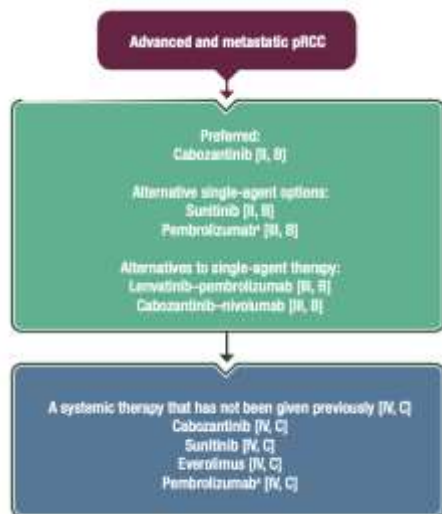 Advanced and metastatic pRCC
Preferred:
Cabozantinib [II, B]
Alternative single-agent options:
Sunitinib [II, B]
Pembrolizumabᵃ [III, B]
Alternatives to single-agent therapy:
Lenvatinib–pembrolizumab [III, B]
Cabozantinib–nivolumab [III, B]
A systemic therapy that has not been given previously [IV, C]
Cabozantinib [IV, C]
Sunitinib [IV, C]
Everolimus [IV, C]
Pembrolizumabᵃ [IV, C]